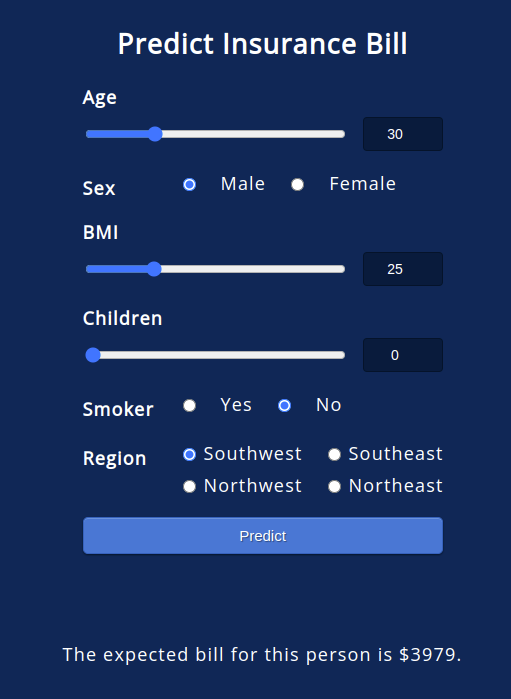 Predict Insurance Bill
Age
30
Sex Male Female
BMI
25
Children
0
Smoker Yes No
Region Southwest Southeast
Northwest Northeast
Predict
The expected bill for this person is $3979.